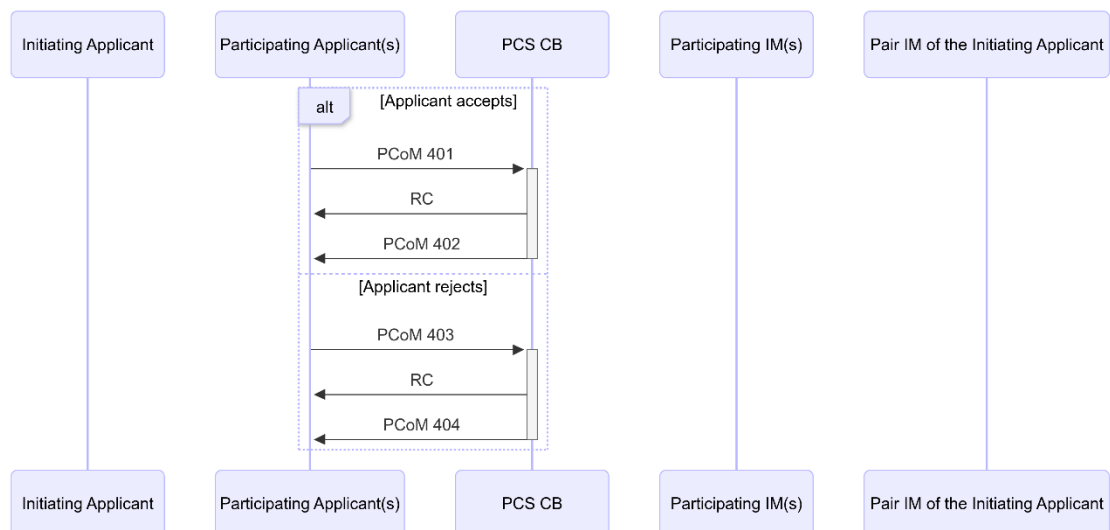 Initiating Applicant
Participating Applicant(s)
PCS CB
Participating IM(s)
Pair IM of the Initiating Applicant
alt
[Applicant accepts]
PCoM 401
RC
PCoM 402
[Applicant rejects]
PCoM 403
RC
PCoM 404
Initiating Applicant
Participating Applicant(s)
PCS CB
Participating IM(s)
Pair IM of the Initiating Applicant